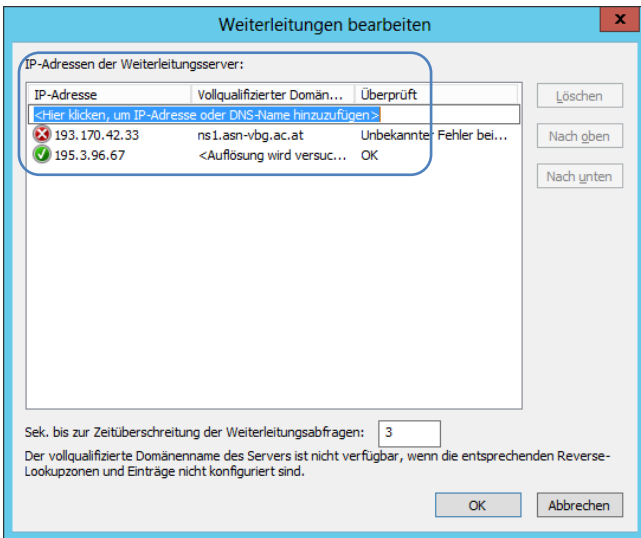 Weiterleitungen bearbeiten
x
IP-Adressen der Weiterleitungsserver:
IP-Adresse Vollqualifizierter Domän... Überprüft
<Hier klicken, um IP-Adresse oder DNS-Name hinzuzufügen>
193.170.42.33 ns1.asn-vbg.ac.at Unbekannter Fehler bei...
195.3.96.67 <Auflösung wird versuc... OK
Löschen
Nach oben
Nach unten
Sek. bis zur Zeitüberschreitung der Weiterleitungsabfragen: 3
Der vollqualifizierte Domänenname des Servers ist nicht verfügbar, wenn die entsprechenden Reverse-
Lookupzonen und Einträge nicht konfiguriert sind.
OK Abbrechen